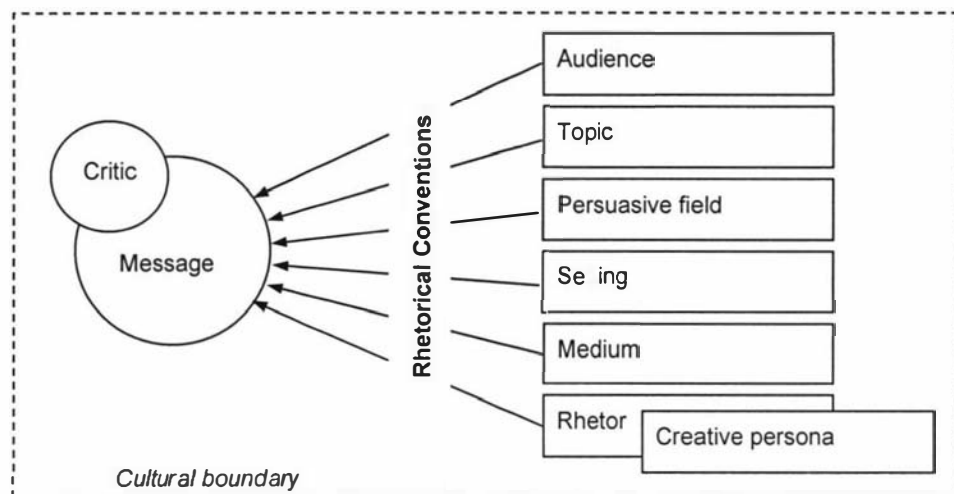 Critic
Message
Rhetorical Conventions
Audience
Topic
Persuasive field
Se ing
Medium
Rhetor
Creative persona
Cultural boundary